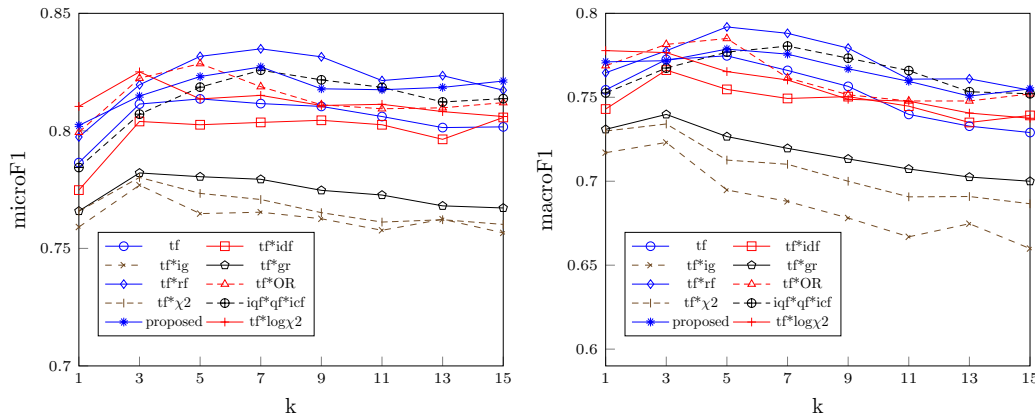 0.85
0.8
0.75
0.7
microF1
1 3 5 7 9 11 13 15
k
tf tf*idf
tf*ig tf*gr
tf*rf tf*OR
tf*χ2 iqf*qf*icf
proposed tf*logχ2
0.8
0.75
0.7
0.65
0.6
macroF1
1 3 5 7 9 11 13 15
k
tf tf*idf
tf*ig tf*gr
tf*rf tf*OR
tf*χ2 iqf*qf*icf
proposed tf*logχ2